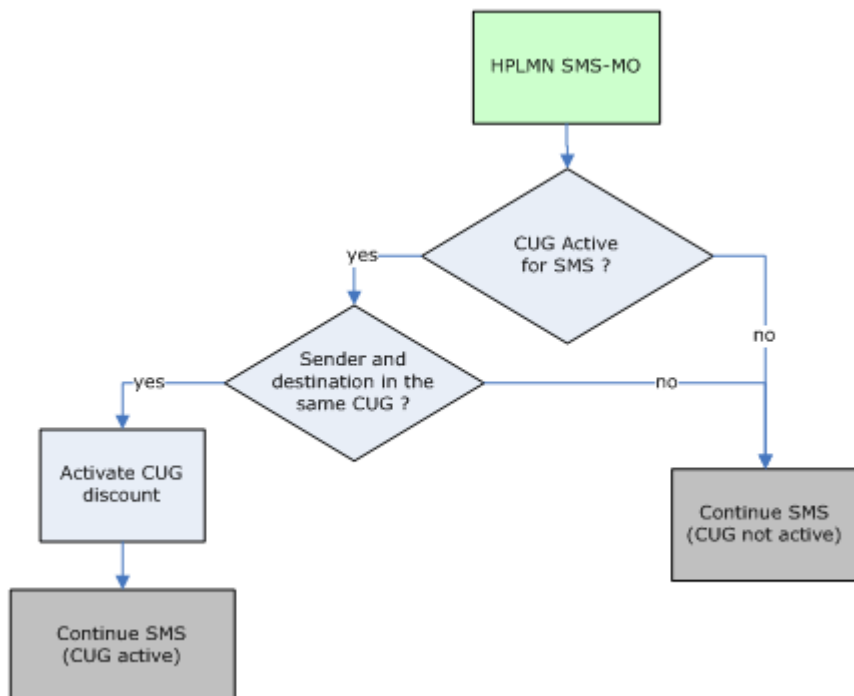 HPLMN SMS-MO
CUG Active
for SMS ?
yes
no
Sender and
destination in the
same CUG ?
yes
no
Activate CUG
discount
Continue SMS
(CUG not active)
Continue SMS
(CUG active)